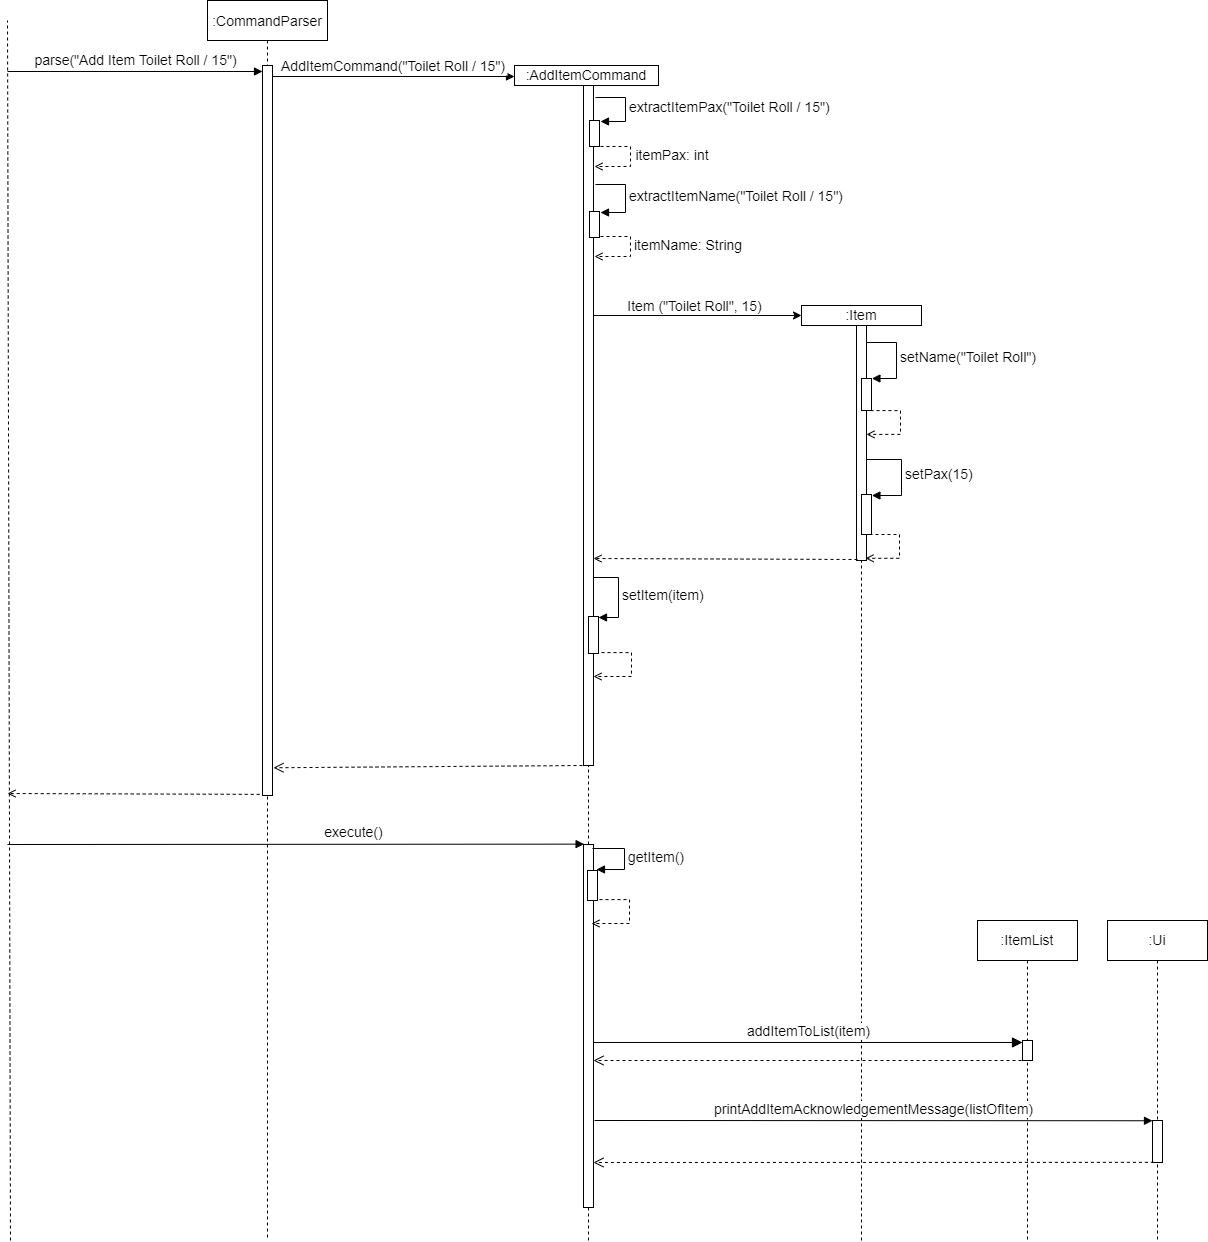 :CommandParser
parse("Add Item Toilet Roll / 15")
AddItemCommand("Toilet Roll / 15")
:AddItemCommand
extractItemPax("Toilet Roll / 15")
itemPax: int
extractItemName("Toilet Roll / 15")
itemName: String
Item ("Toilet Roll", 15)
:Item
setName("Toilet Roll")
setPax(15)
setItem(item)
execute()
getItem()
:ItemList
:Ui
addItemToList(item)
printAddItemAcknowledgementMessage(listOfItem)